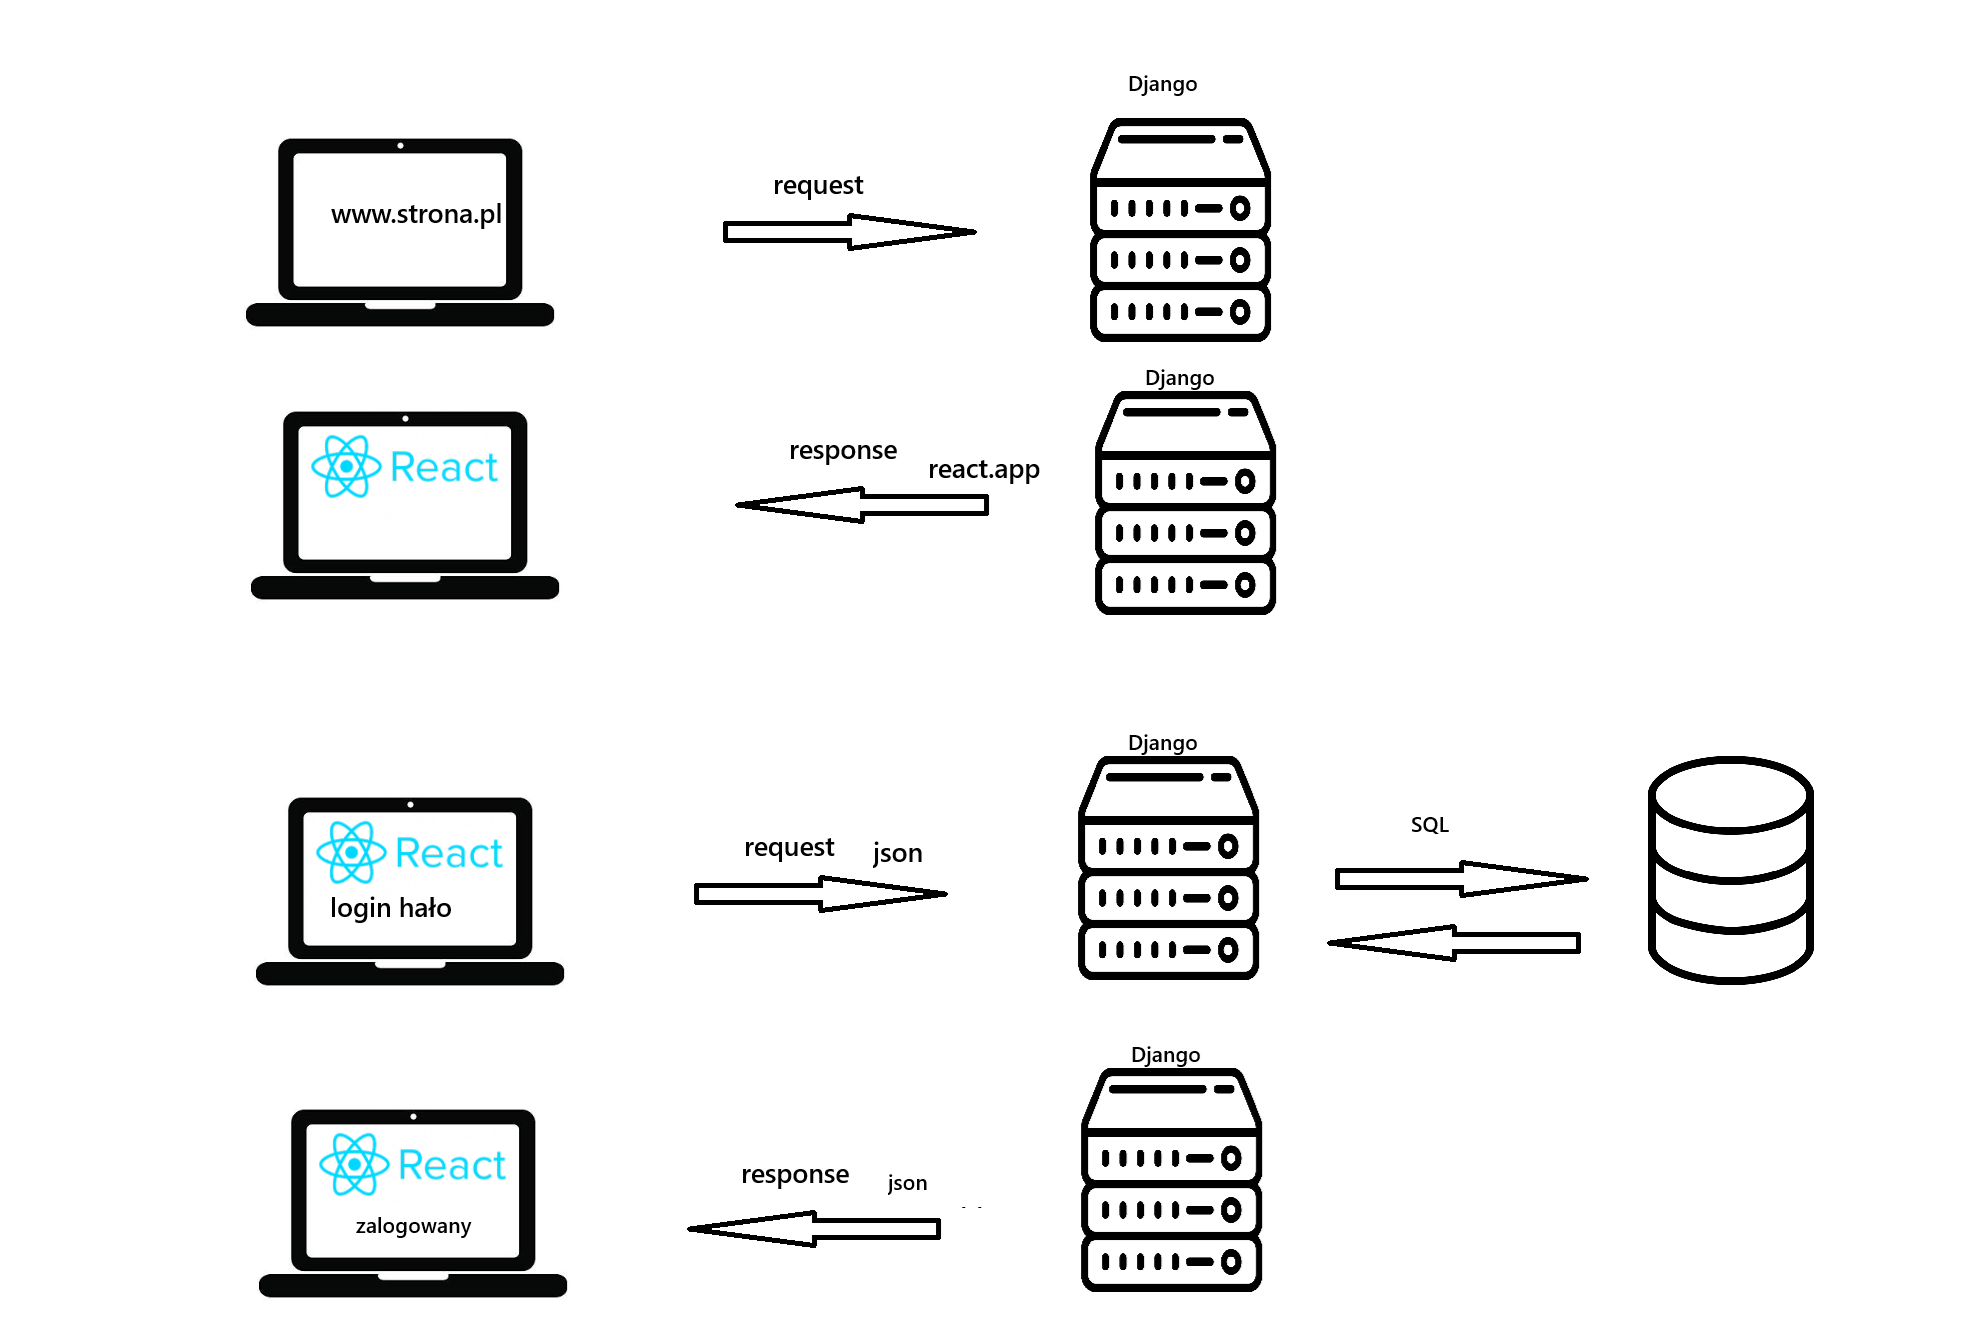 Django
request
www.strona.pl
Django
response
react.app
React
Django
SQL
request
json
React
login hało
Django
React
response
json
zalogowany